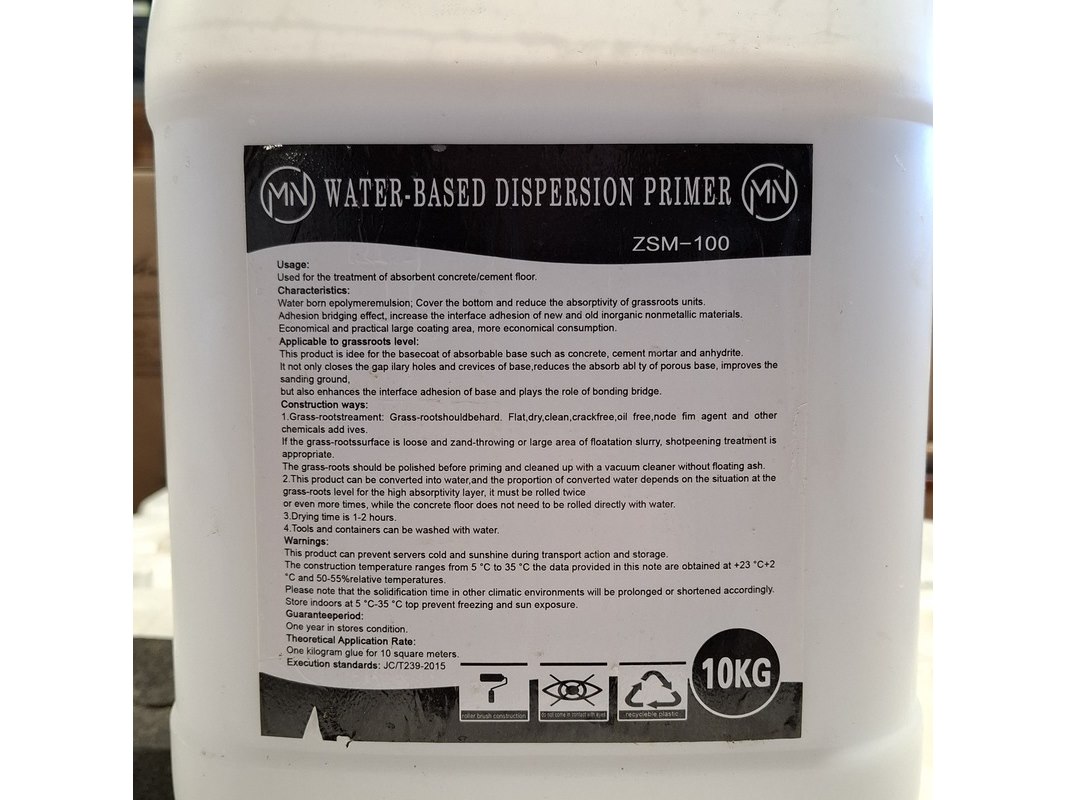 MN WATER-BASED DISPERSION PRIMER MN
ZSM-100
Usage:
Used for the treatment of absorbent concrete/cement floor.
Characteristics:
Water born epolymeremulsion; Cover the bottom and reduce the absorptivity of grassroots units.
Adhesion bridging effect, increase the interface adhesion of new and old inorganic nonmetallic materials.
Economical and practical large coating area, more economical consumption.
Applicable to grassroots level:
This product is idee for the basecoat of absorbable base such as concrete, cement mortar and anhydrite.
It not only closes the gap ilary holes and crevices of base,reduces the absorb abl ty of porous base, improves the
sanding ground,
but also enhances the interface adhesion of base and plays the role of bonding bridge.
Construction ways:
1.Grass-rootstreament: Grass-rootshouldbehard. Flat,dry,clean,crackfree,oil free,node fim agent and other
chemicals add ives.
If the grass-rootssurface is loose and zand-throwing or large area of floatation slurry, shotpeening treatment is
appropriate.
The grass-roots should be polished before priming and cleaned up with a vacuum cleaner without floating ash.
2.This product can be converted into water,and the proportion of converted water depends on the situation at the
grass-roots level for the high absorptivity layer, it must be rolled twice
or even more times, while the concrete floor does not need to be rolled directly with water.
3.Drying time is 1-2 hours.
4.Tools and containers can be washed with water.
Warnings:
This product can prevent servers cold and sunshine during transport action and storage.
The construction temperature ranges from 5 °C to 35 °C the data provided in this note are obtained at +23 °C+2
°C and 50-55%relative temperatures.
Please note that the solidification time in other climatic environments will be prolonged or shortened accordingly.
Store indoors at 5 °C-35 °C top prevent freezing and sun exposure.
Guaranteeperiod:
One year in stores condition.
Theoretical Application Rate:
One kilogram glue for 10 square meters.
Execution standards: JC/T239-2015
10KG
roller brush construction
do not come in contact with eyes
recycleble plastic